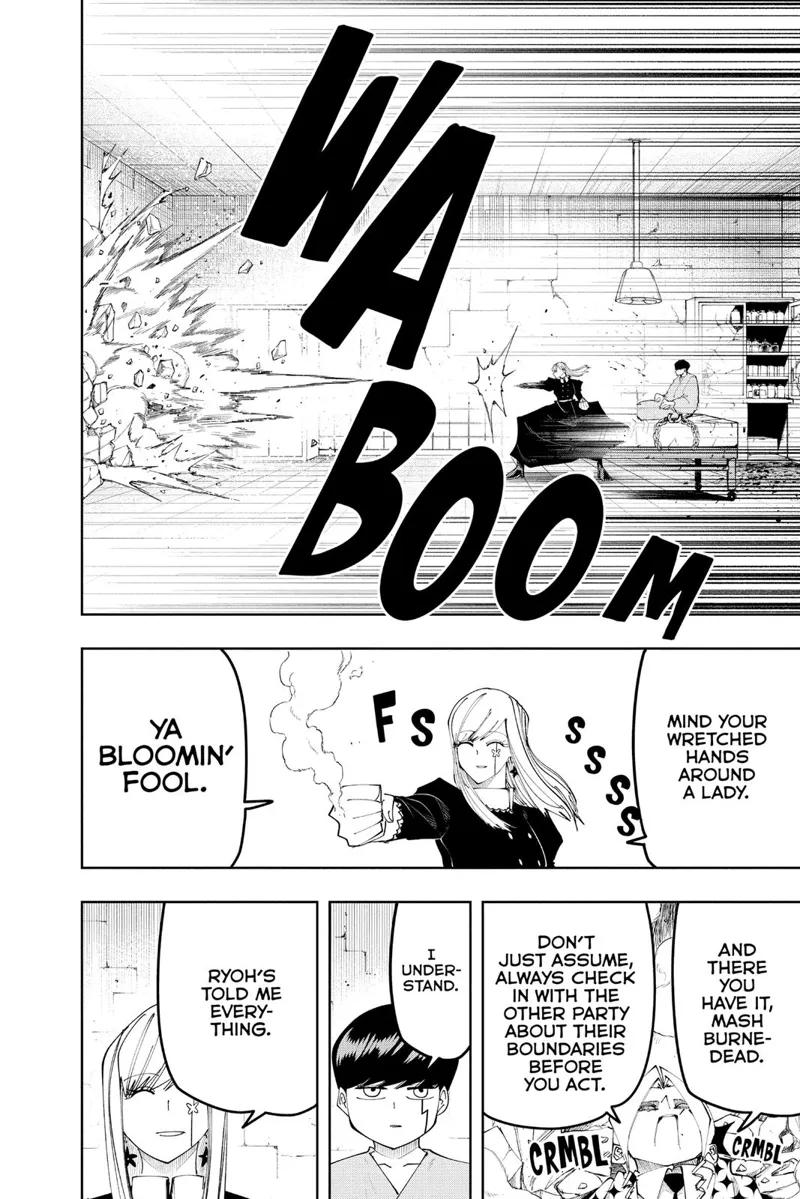 WA
BOOM
MIND YOUR
WRETCHED
HANDS
AROUND
A LADY.
FSSSSS
YA
BLOOMIN'
FOOL.
AND
THERE
YOU
HAVE IT,
MASH
BURNE-
DEAD.
DON'T
JUST ASSUME,
ALWAYS CHECK
IN WITH THE
OTHER PARTY
ABOUT THEIR
BOUNDARIES
BEFORE
YOU ACT.
CRMBL
CRMBL
I
UNDER-
STAND.
RYOH'S
TOLD ME
EVERY-
THING.